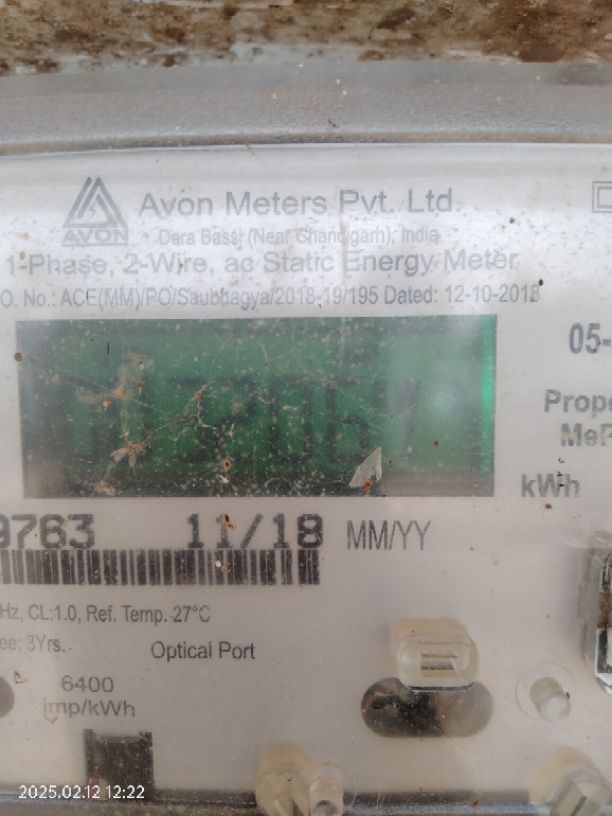 Avon Meters Pvt. Ltd.
AVON
Dera Bassi (Near Chandigarh), India
1-Phase, 2-Wire, ac Static Energy Meter
O. No.: ACE(MM)/PO/Saubhagya/2018-19/195 Dated: 12-10-2018
05-
Prope
MeP
kWh
9763 11/18 MM/YY
Hz, CL:1.0, Ref. Temp. 27°C
ee: 3Yrs.
Optical Port
6400
imp/kWh
2025.02.12 12:22